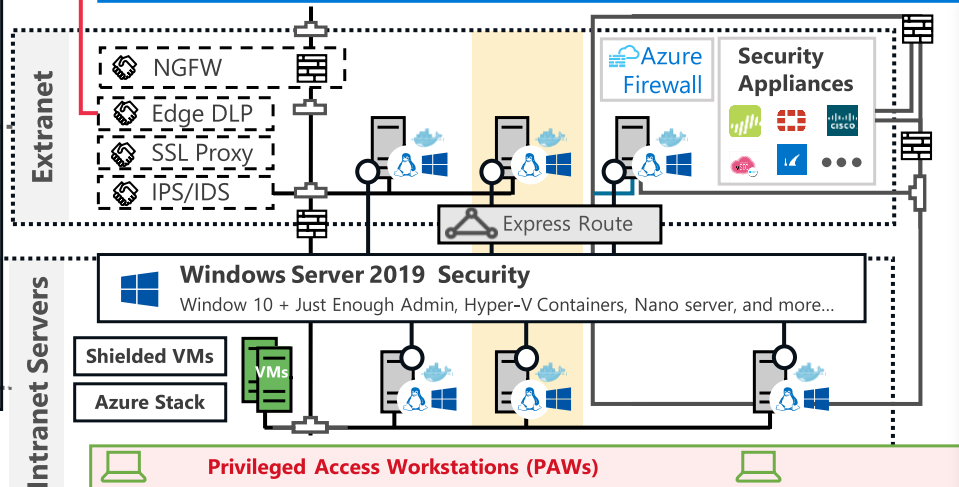 Extranet
NGFW
Edge DLP
SSL Proxy
IPS/IDS
Azure
Firewall
Security
Appliances
CISCO
Express Route
Intranet Servers
Windows Server 2019 Security
Window 10 + Just Enough Admin, Hyper-V Containers, Nano server, and more…
Shielded VMs
Azure Stack
VMs
Privileged Access Workstations (PAWs)